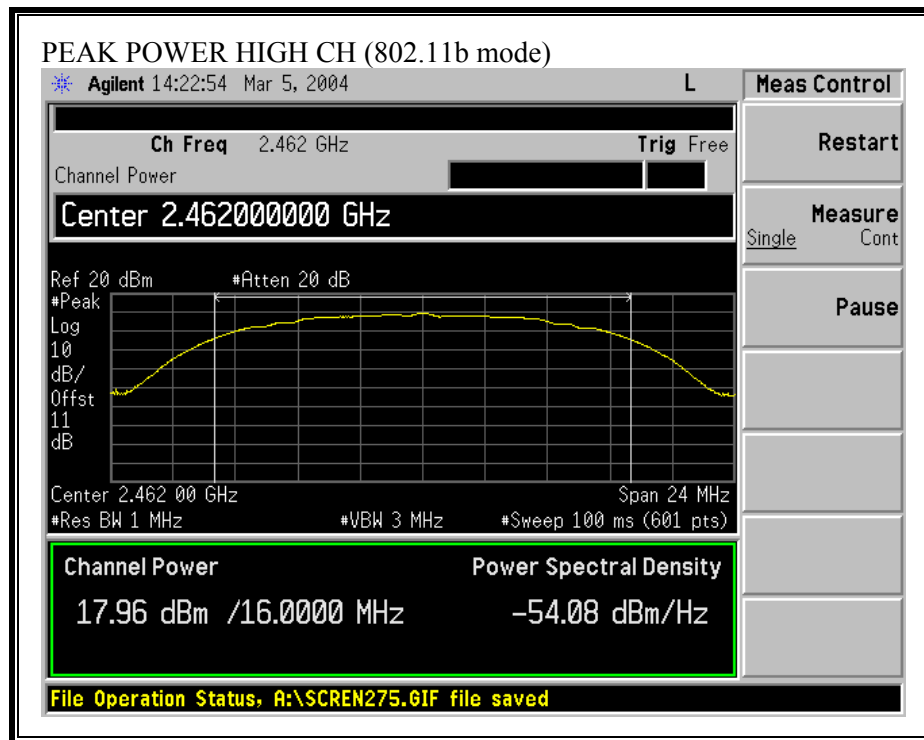 PEAK POWER HIGH CH (802.11b mode)
Agilent 14:22:54 Mar 5, 2004 L
Meas Control
Ch Freq 2.462 GHz Trig Free
Restart
Channel Power
Center 2.462000000 GHz
Measure
Single Cont
Ref 20 dBm #Atten 20 dB
Pause
#Peak
Log
10
dB/
Offst
11
dB
Center 2.462 00 GHz Span 24 MHz
#Res BW 1 MHz #VBW 3 MHz #Sweep 100 ms (601 pts)
Channel Power Power Spectral Density
17.96 dBm /16.0000 MHz -54.08 dBm/Hz
File Operation Status, A:\SCREN275.GIF file saved